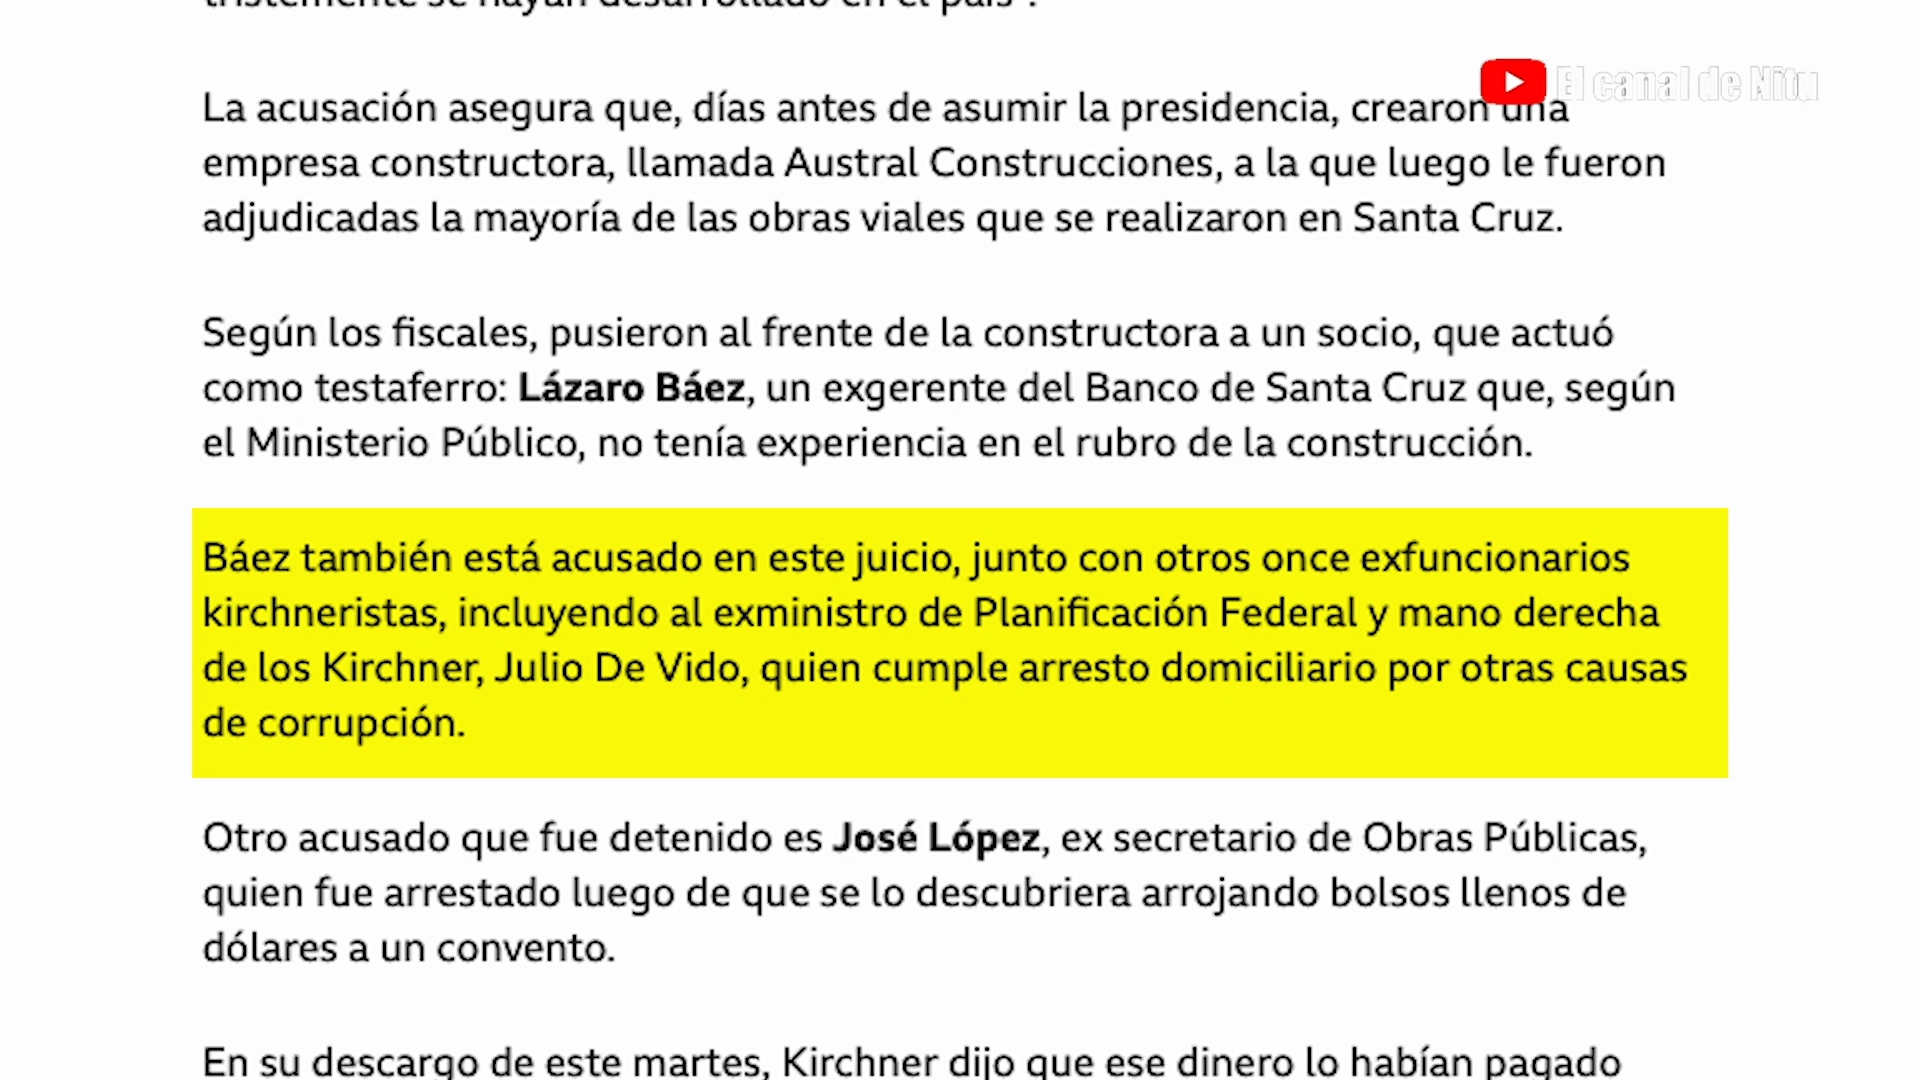 tristemente se hayan desarrollado en el país".
El canal de Nitu
La acusación asegura que, días antes de asumir la presidencia, crearon una
empresa constructora, llamada Austral Construcciones, a la que luego le fueron
adjudicadas la mayoría de las obras viales que se realizaron en Santa Cruz.
Según los fiscales, pusieron al frente de la constructora a un socio, que actuó
como testaferro: Lázaro Báez, un exgerente del Banco de Santa Cruz que, según
el Ministerio Público, no tenía experiencia en el rubro de la construcción.
Báez también está acusado en este juicio, junto con otros once exfuncionarios
kirchneristas, incluyendo al exministro de Planificación Federal y mano derecha
de los Kirchner, Julio De Vido, quien cumple arresto domiciliario por otras causas
de corrupción.
Otro acusado que fue detenido es José López, ex secretario de Obras Públicas,
quien fue arrestado luego de que se lo descubriera arrojando bolsos llenos de
dólares a un convento.
En su descargo de este martes, Kirchner dijo que ese dinero lo habían pagado